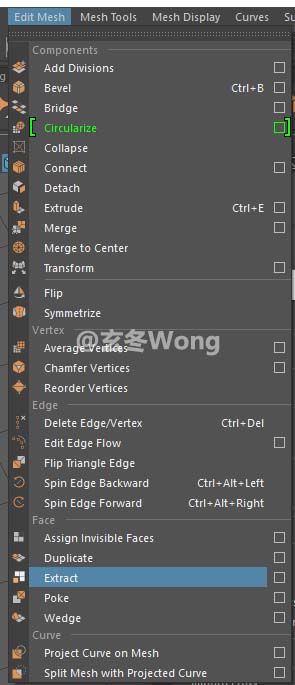 Edit Mesh Mesh Tools Mesh Display Curves Su
Components
Add Divisions
Bevel Ctrl+B
Bridge
Circularize
Collapse
Connect
Detach
Extrude Ctrl+E
Merge
Merge to Center
Transform
Flip
Symmetrize
@玄冬Wong
Vertex
Average Vertices
Chamfer Vertices
Reorder Vertices
Edge
Delete Edge/Vertex Ctrl+Del
Edit Edge Flow
Flip Triangle Edge
Spin Edge Backward Ctrl+Alt+Left
Spin Edge Forward Ctrl+Alt+Right
Face
Assign Invisible Faces
Duplicate
Extract
Poke
Wedge
Curve
Project Curve on Mesh
Split Mesh with Projected Curve